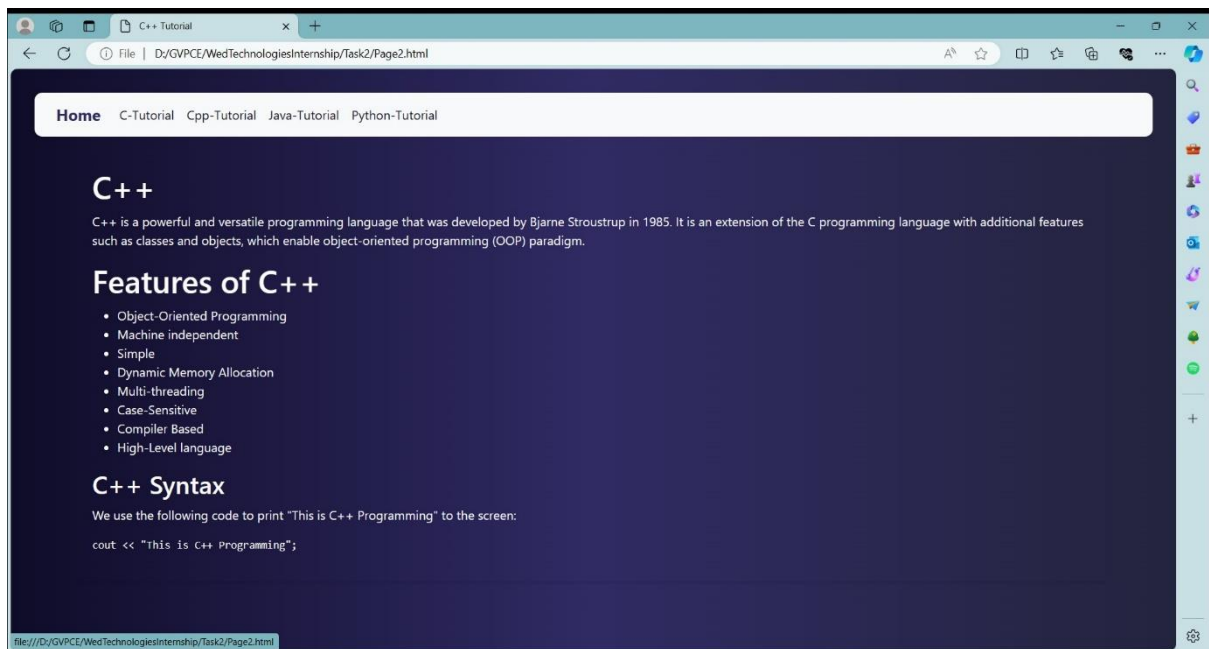 C++ Tutorial
File | D:/GVPCE/WedTechnologiesInternship/Task2/Page2.html
Home C-Tutorial Cpp-Tutorial Java-Tutorial Python-Tutorial
C++
C++ is a powerful and versatile programming language that was developed by Bjarne Stroustrup in 1985. It is an extension of the C programming language with additional features
such as classes and objects, which enable object-oriented programming (OOP) paradigm.
Features of C++
• Object-Oriented Programming
• Machine independent
• Simple
• Dynamic Memory Allocation
• Multi-threading
• Case-Sensitive
• Compiler Based
• High-Level language
C++ Syntax
We use the following code to print "This is C++ Programming" to the screen:
cout << "This is C++ Programming";
file:///D:/GVPCE/WedTechnologiesInternship/Task2/Page2.html